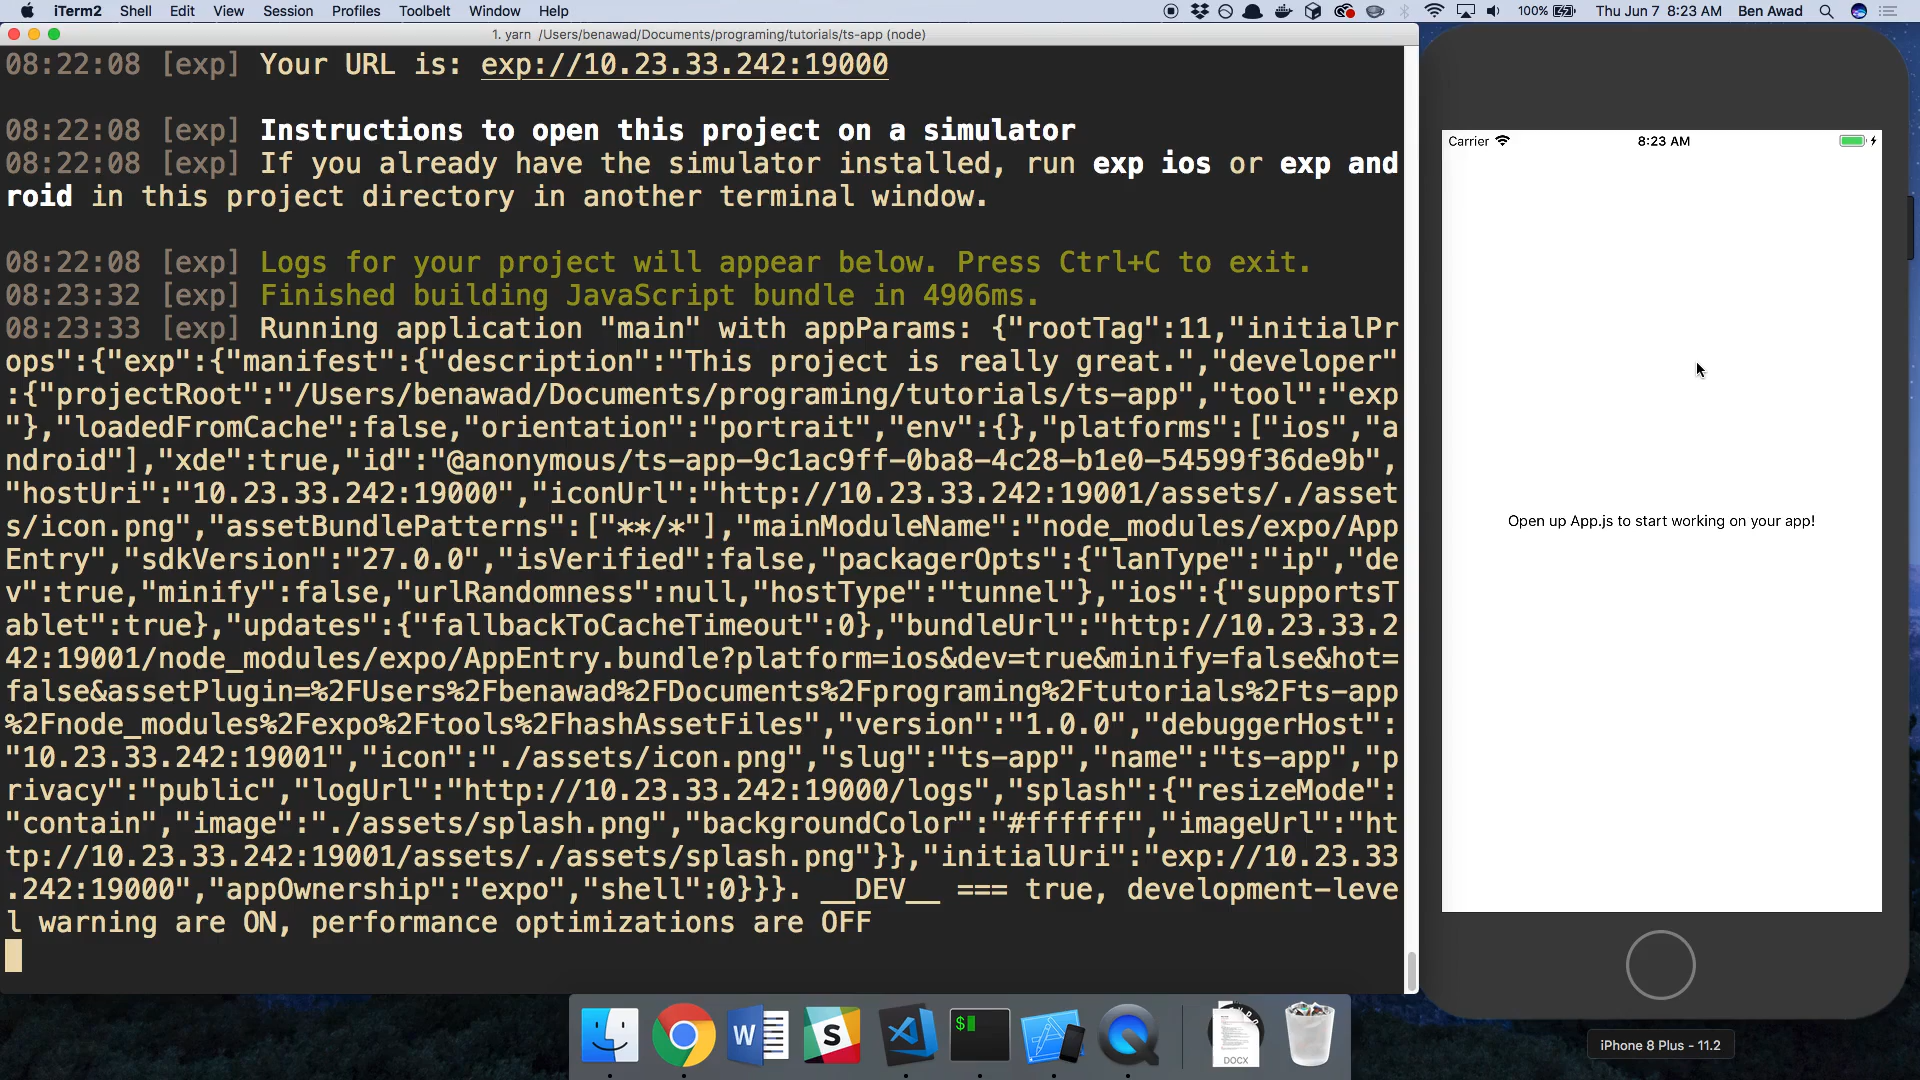 iTerm2 Shell Edit View Session Profiles Toolbelt Window Help 100% Thu Jun 7 8:23 AM Ben Awad
1. yarn /Users/benawad/Documents/programing/tutorials/ts-app (node)
08:22:08 [exp] Your URL is: exp://10.23.33.242:19000
08:22:08 [exp] Instructions to open this project on a simulator
08:22:08 [exp] If you already have the simulator installed, run exp ios or exp and
roid in this project directory in another terminal window.
08:22:08 [exp] Logs for your project will appear below. Press Ctrl+C to exit.
08:23:32 [exp] Finished building JavaScript bundle in 4906ms.
08:23:33 [exp] Running application "main" with appParams: {"rootTag":11,"initialPr
ops":{"exp":{"manifest":{"description":"This project is really great.","developer"
:{"projectRoot":"/Users/benawad/Documents/programing/tutorials/ts-app","tool":"exp
"},"loadedFromCache":false,"orientation":"portrait","env":{},"platforms":["ios","a
ndroid"],"xde":true,"id":"@anonymous/ts-app-9c1ac9ff-0ba8-4c28-b1e0-54599f36de9b",
"hostUri":"10.23.33.242:19000","iconUrl":"http://10.23.33.242:19001/assets/./asset
s/icon.png","assetBundlePatterns":["**/*"],"mainModuleName":"node_modules/expo/App
Entry","sdkVersion":"27.0.0","isVerified":false,"packagerOpts":{"lanType":"ip","de
v":true,"minify":false,"urlRandomness":null,"hostType":"tunnel"},"ios":{"supportsT
ablet":true},"updates":{"fallbackToCacheTimeout":0},"bundleUrl":"http://10.23.33.2
42:19001/node_modules/expo/AppEntry.bundle?platform=ios&dev=true&minify=false&hot=
false&assetPlugin=%2FUsers%2Fbenawad%2FDocuments%2Fprograming%2Ftutorials%2Fts-app
%2Fnode_modules%2Fexpo%2Ftools%2FhashAssetFiles","version":"1.0.0","debuggerHost":
"10.23.33.242:19001","icon":"./assets/icon.png","slug":"ts-app","name":"ts-app","p
rivacy":"public","logUrl":"http://10.23.33.242:19000/logs","splash":{"resizeMode":
"contain","image":"./assets/splash.png","backgroundColor":"#ffffff","imageUrl":"ht
tp://10.23.33.242:19001/assets/./assets/splash.png"}},"initialUri":"exp://10.23.33
.242:19000","appOwnership":"expo","shell":0}}}. __DEV__ === true, development-leve
l warning are ON, performance optimizations are OFF
Carrier 8:23 AM
Open up App.js to start working on your app!
W
S
$
DOCX
iPhone 8 Plus - 11.2